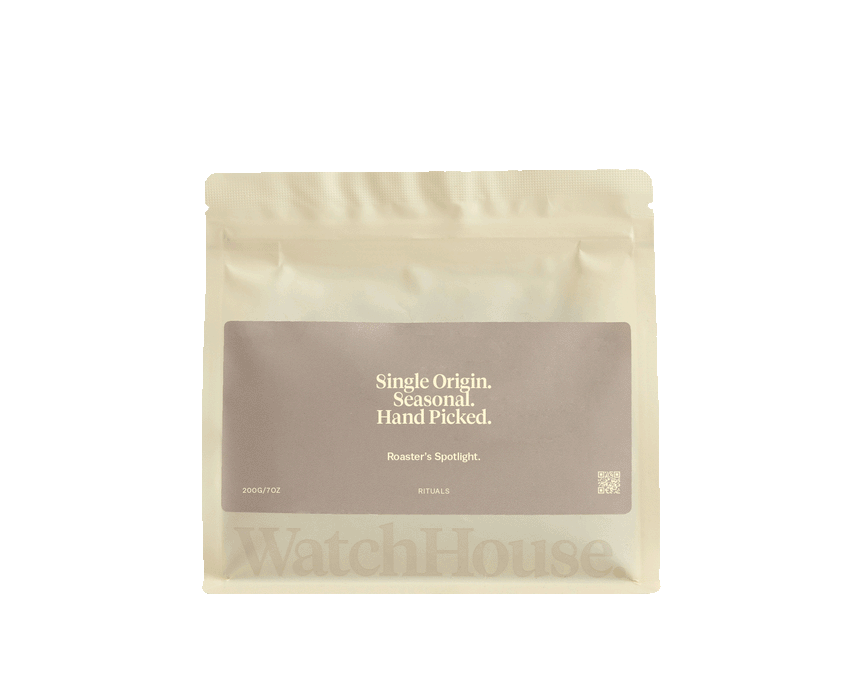 Single Origin.
Seasonal.
Hand Picked.
Roaster's Spotlight.
200G/7OZ
RITUALS
WatchHouse.